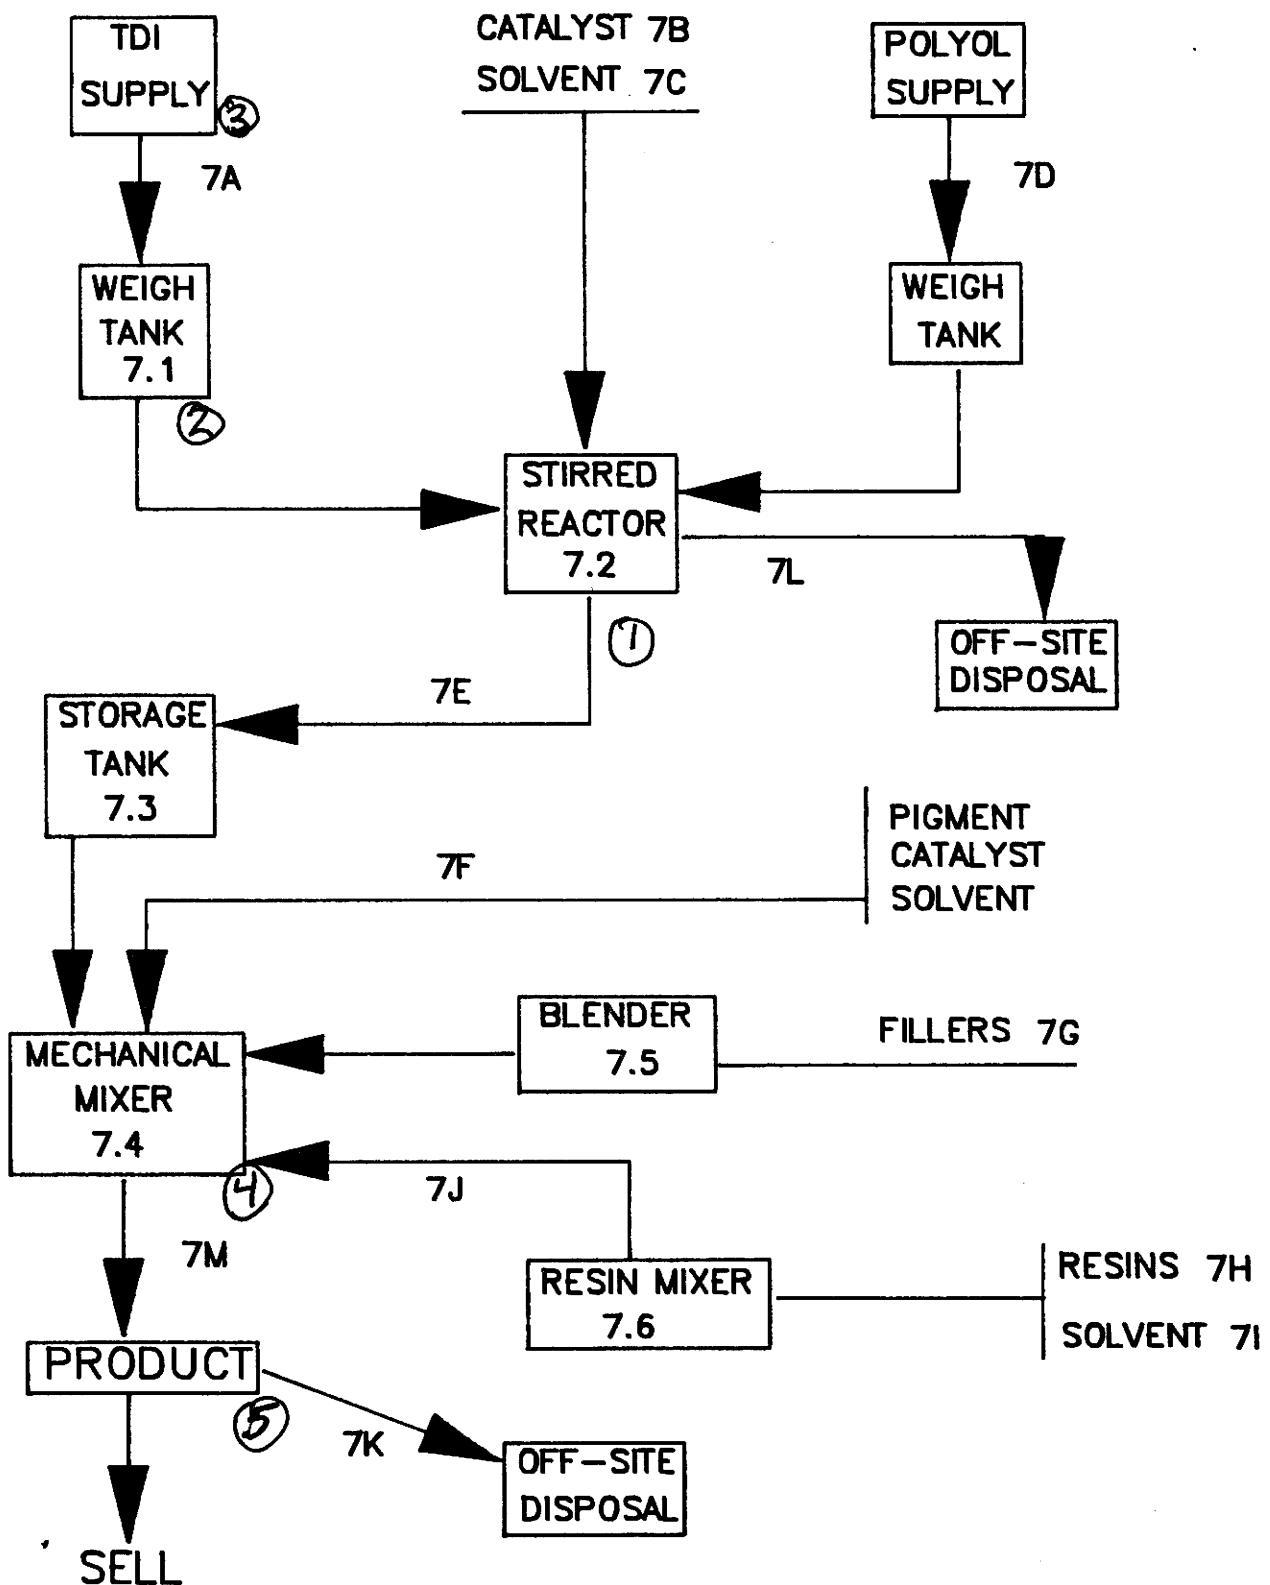 TDI
SUPPLY
3
CATALYST 7B
SOLVENT 7C
POLYOL
SUPPLY
7A
7D
WEIGH
TANK
7.1
2
WEIGH
TANK
STIRRED
REACTOR
7.2
1
7L
OFF-SITE
DISPOSAL
7E
STORAGE
TANK
7.3
PIGMENT
CATALYST
SOLVENT
7F
MECHANICAL
MIXER
7.4
4
BLENDER
7.5
FILLERS 7G
7J
RESIN MIXER
7.6
RESINS 7H
SOLVENT 7I
7M
PRODUCT
5
7K
OFF-SITE
DISPOSAL
SELL